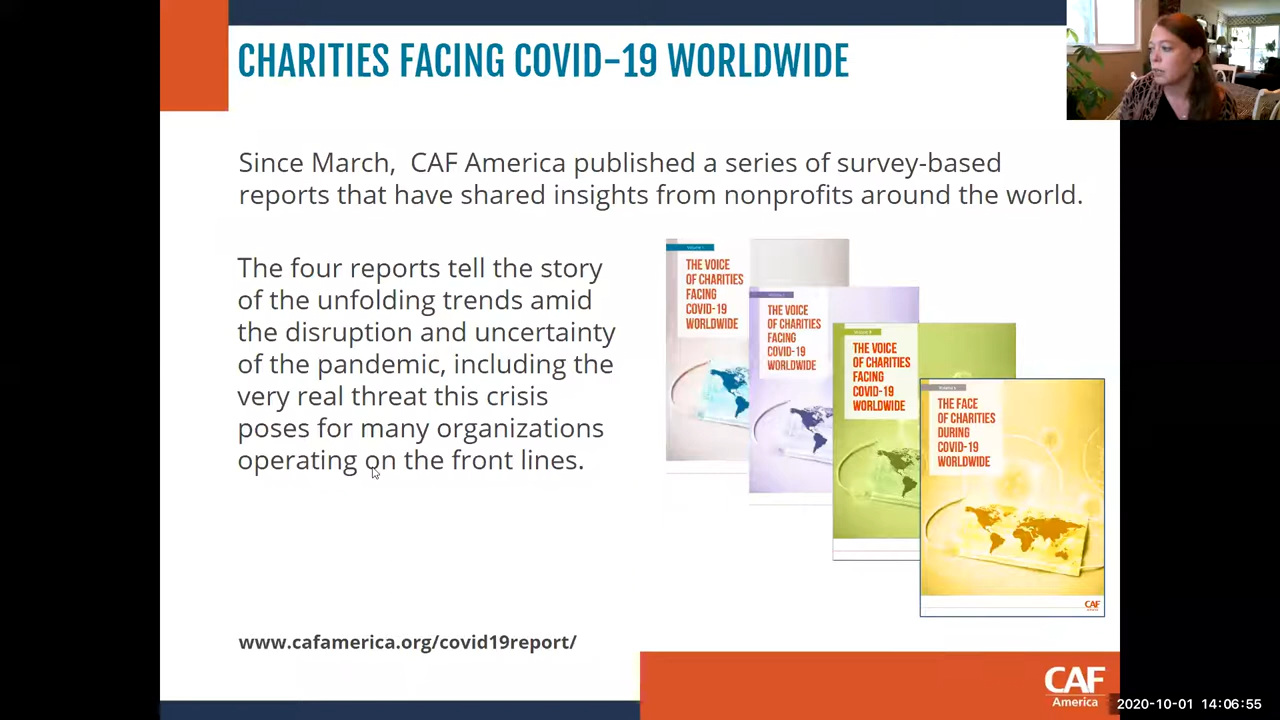 CHARITIES FACING COVID-19 WORLDWIDE
Since March, CAF America published a series of survey-based
reports that have shared insights from nonprofits around the world.
The four reports tell the story
of the unfolding trends amid
the disruption and uncertainty
of the pandemic, including the
very real threat this crisis
poses for many organizations
operating on the front lines.
THE VOICE
OF CHARITIES
FACING
COVID-19
WORLDWIDE
THE VOICE
OF CHARITIES
FACING
COVID-19
WORLDWIDE
THE VOICE
OF CHARITIES
FACING
COVID-19
WORLDWIDE
THE FACE
OF CHARITIES
DURING
COVID-19
WORLDWIDE
CAF
www.cafamerica.org/covid19report/
CAF
America
2020-10-01 14:06:55